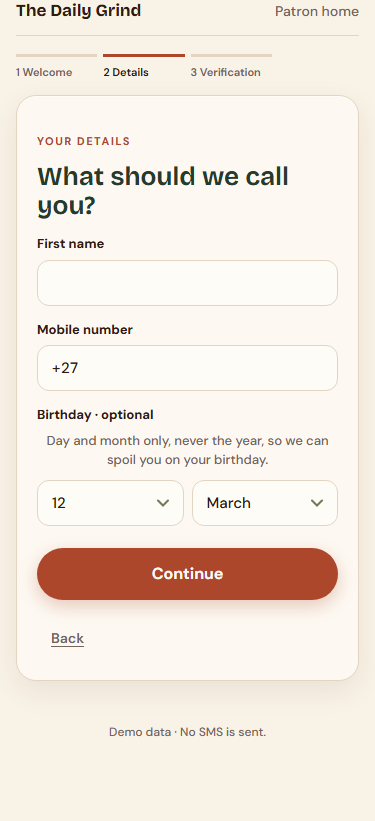 The Daily Grind
Patron home
1 Welcome
2 Details
3 Verification
YOUR DETAILS
What should we call
you?
First name
Mobile number
+27
Birthday · optional
Day and month only, never the year, so we can
spoil you on your birthday.
12
March
Continue
Back
Demo data · No SMS is sent.